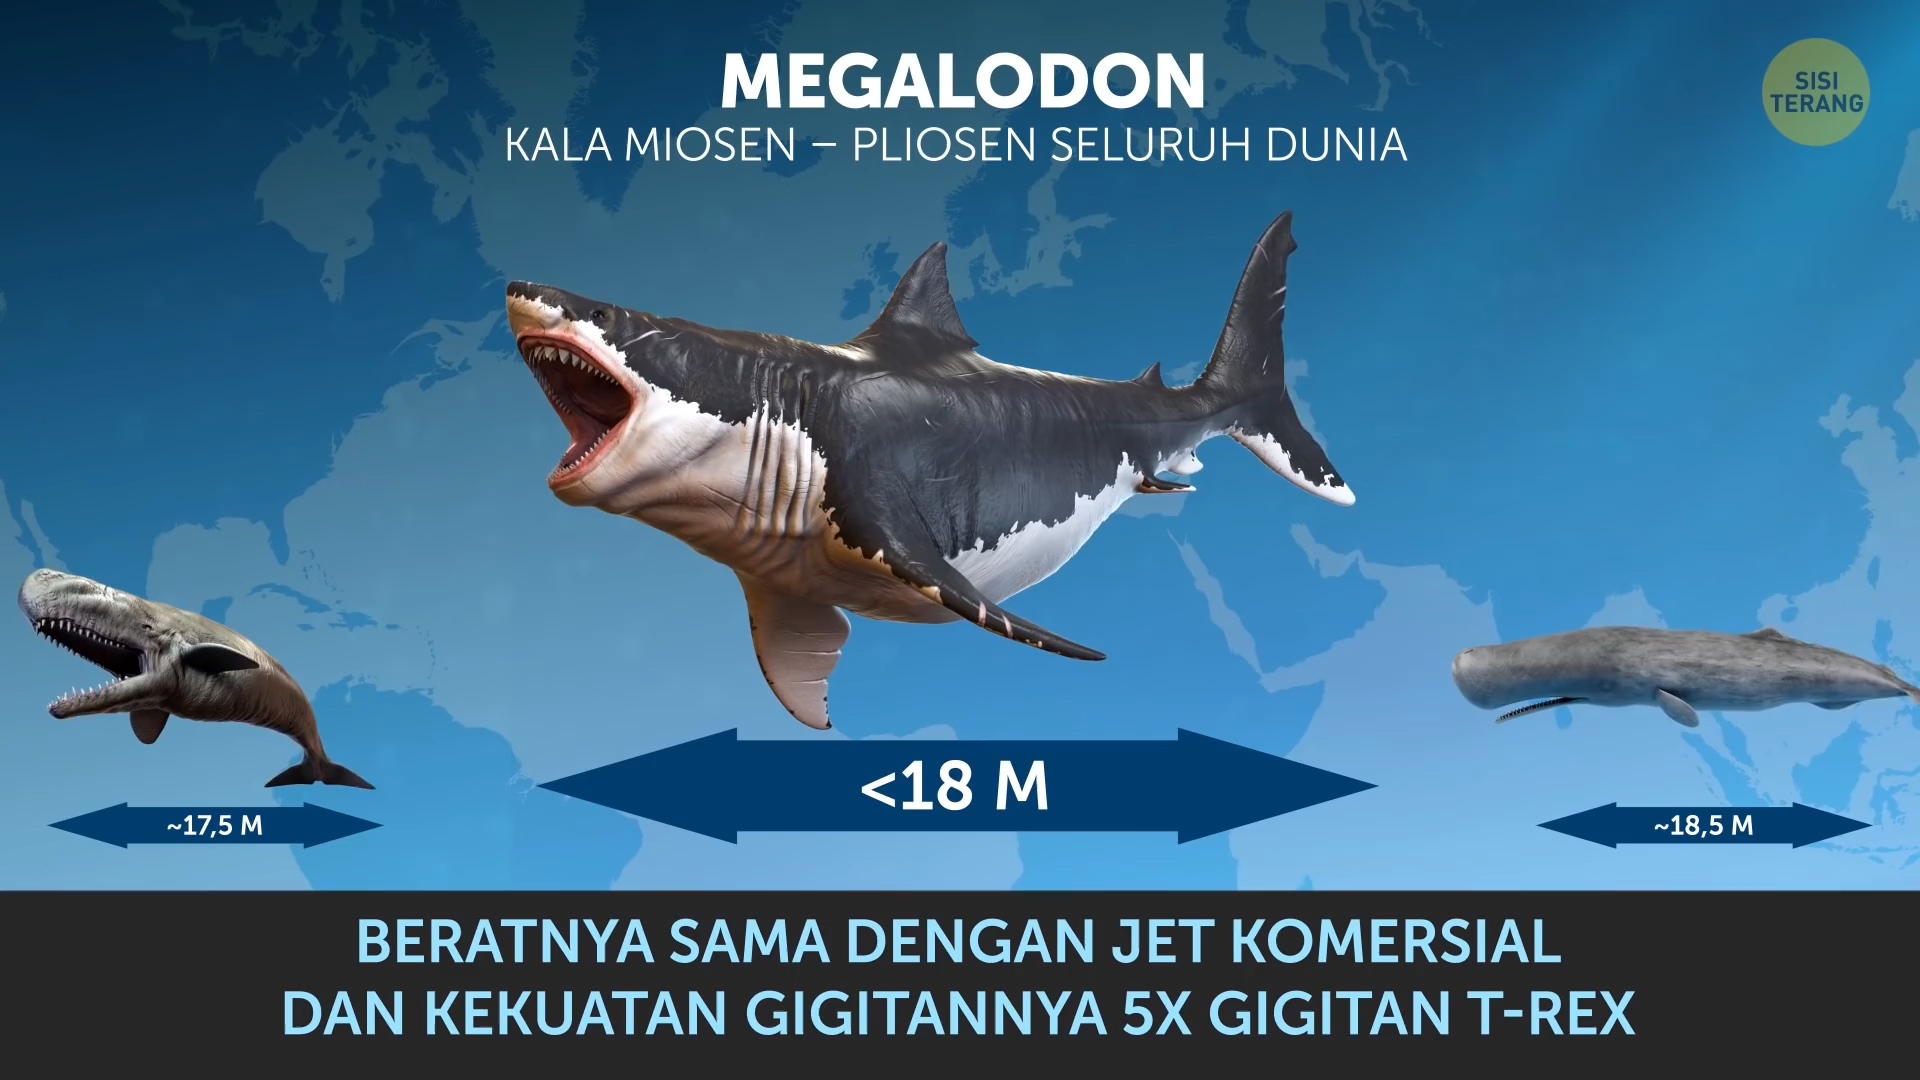 MEGALODON
KALA MIOSEN – PLIOSEN SELURUH DUNIA
SISI
TERANG
<18 M
~17,5 M
~18,5 M
BERATNYA SAMA DENGAN JET KOMERSIAL
DAN KEKUATAN GIGITANNYA 5X GIGITAN T-REX